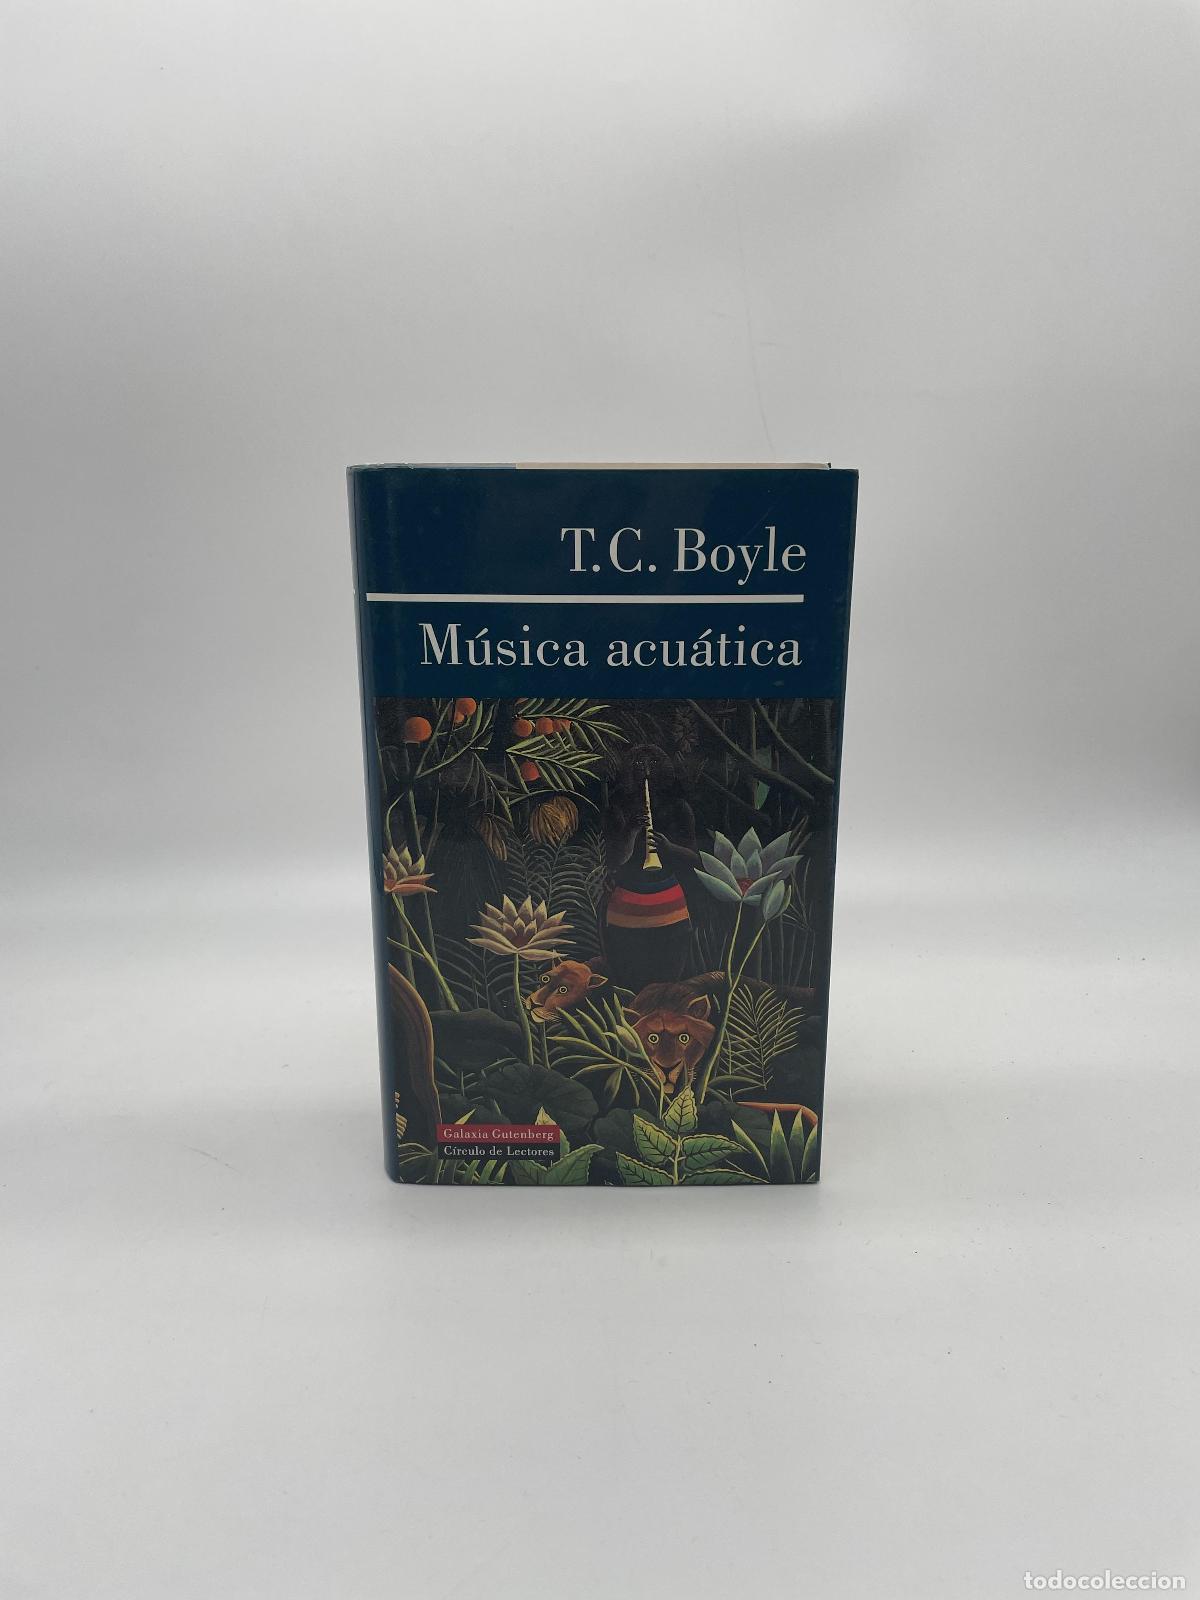 T.C. Boyle
Música acuática
Galaxia Gutenberg
Círculo de Lectores
todocoleccion